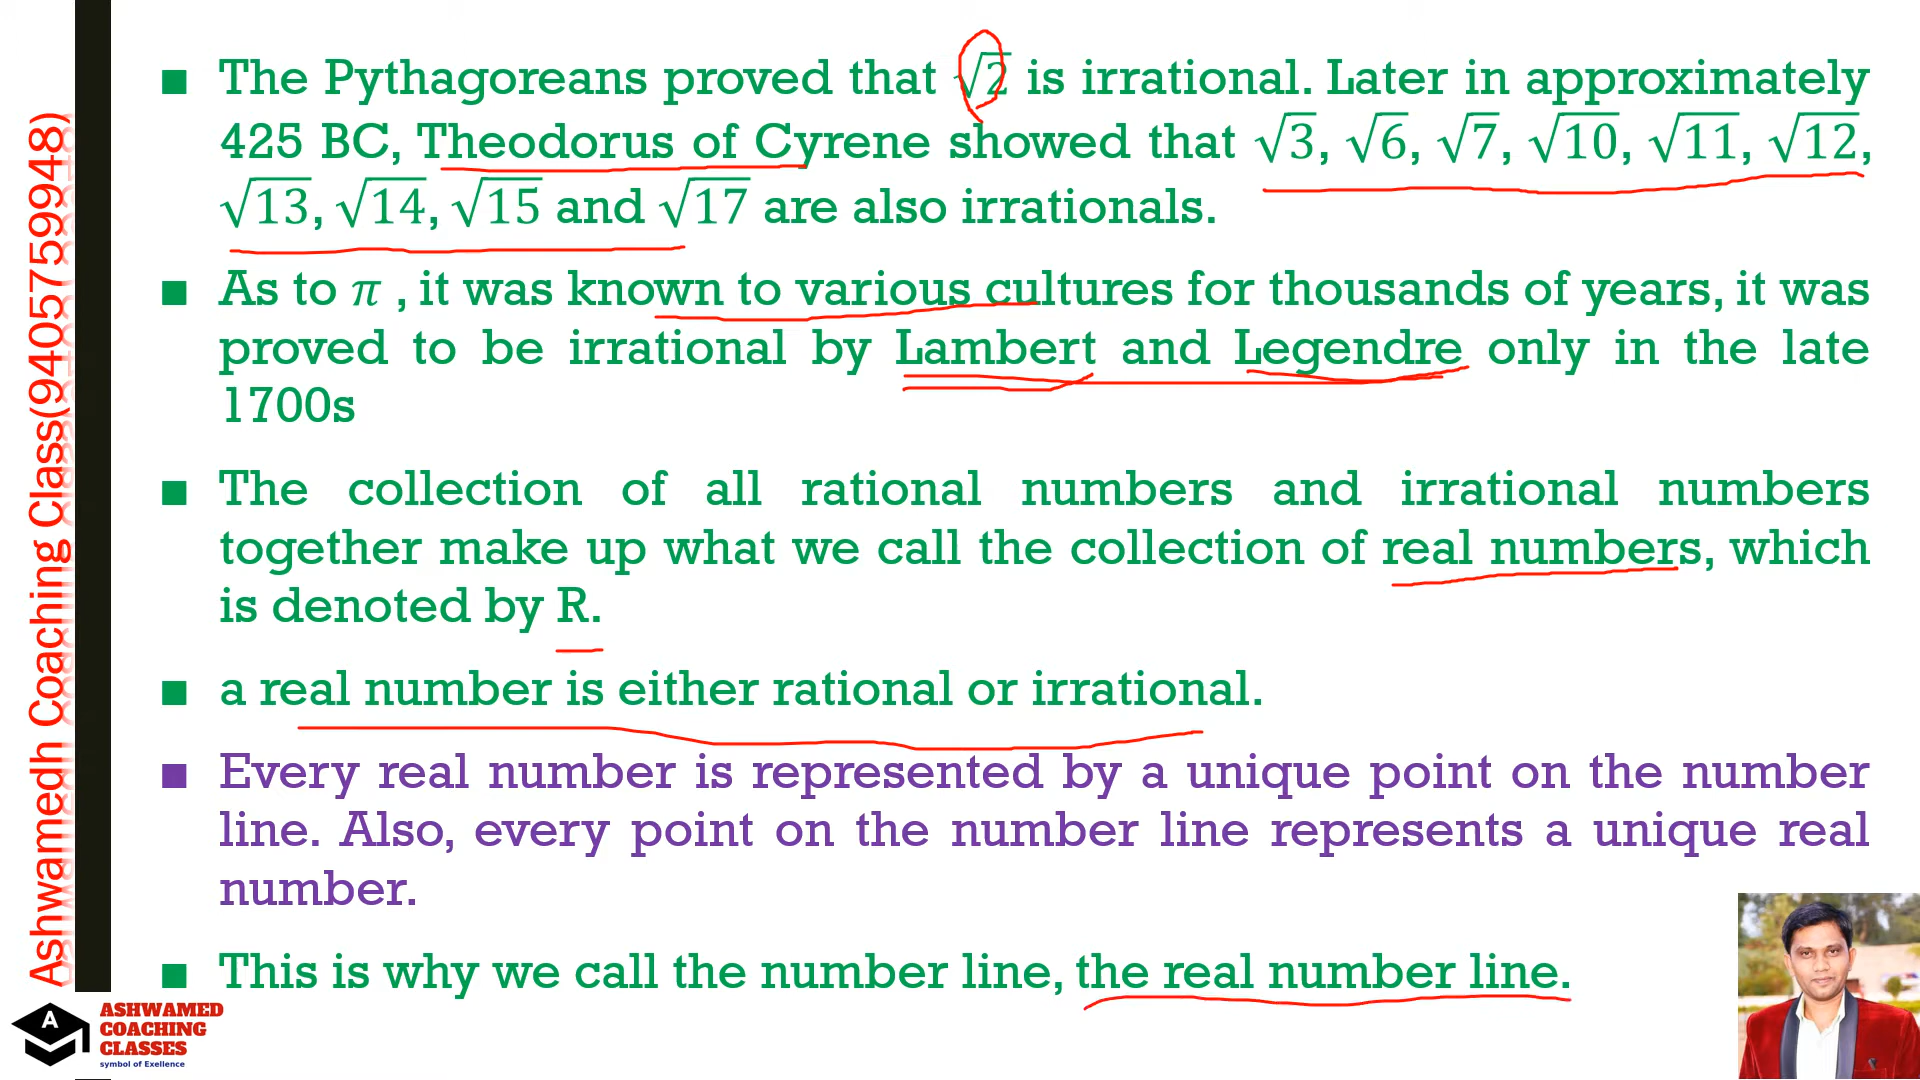 Ashwamedh Coaching Class(9405759948)
■ The Pythagoreans proved that √2 is irrational. Later in approximately
425 BC, Theodorus of Cyrene showed that √3, √6, √7, √10, √11, √12,
√13, √14, √15 and √17 are also irrationals.
■ As to π , it was known to various cultures for thousands of years, it was
proved to be irrational by Lambert and Legendre only in the late
1700s
■ The collection of all rational numbers and irrational numbers
together make up what we call the collection of real numbers, which
is denoted by R.
■ a real number is either rational or irrational.
■ Every real number is represented by a unique point on the number
line. Also, every point on the number line represents a unique real
number.
■ This is why we call the number line, the real number line.
A
ASHWAMED
COACHING
CLASSES
symbol of Exellence